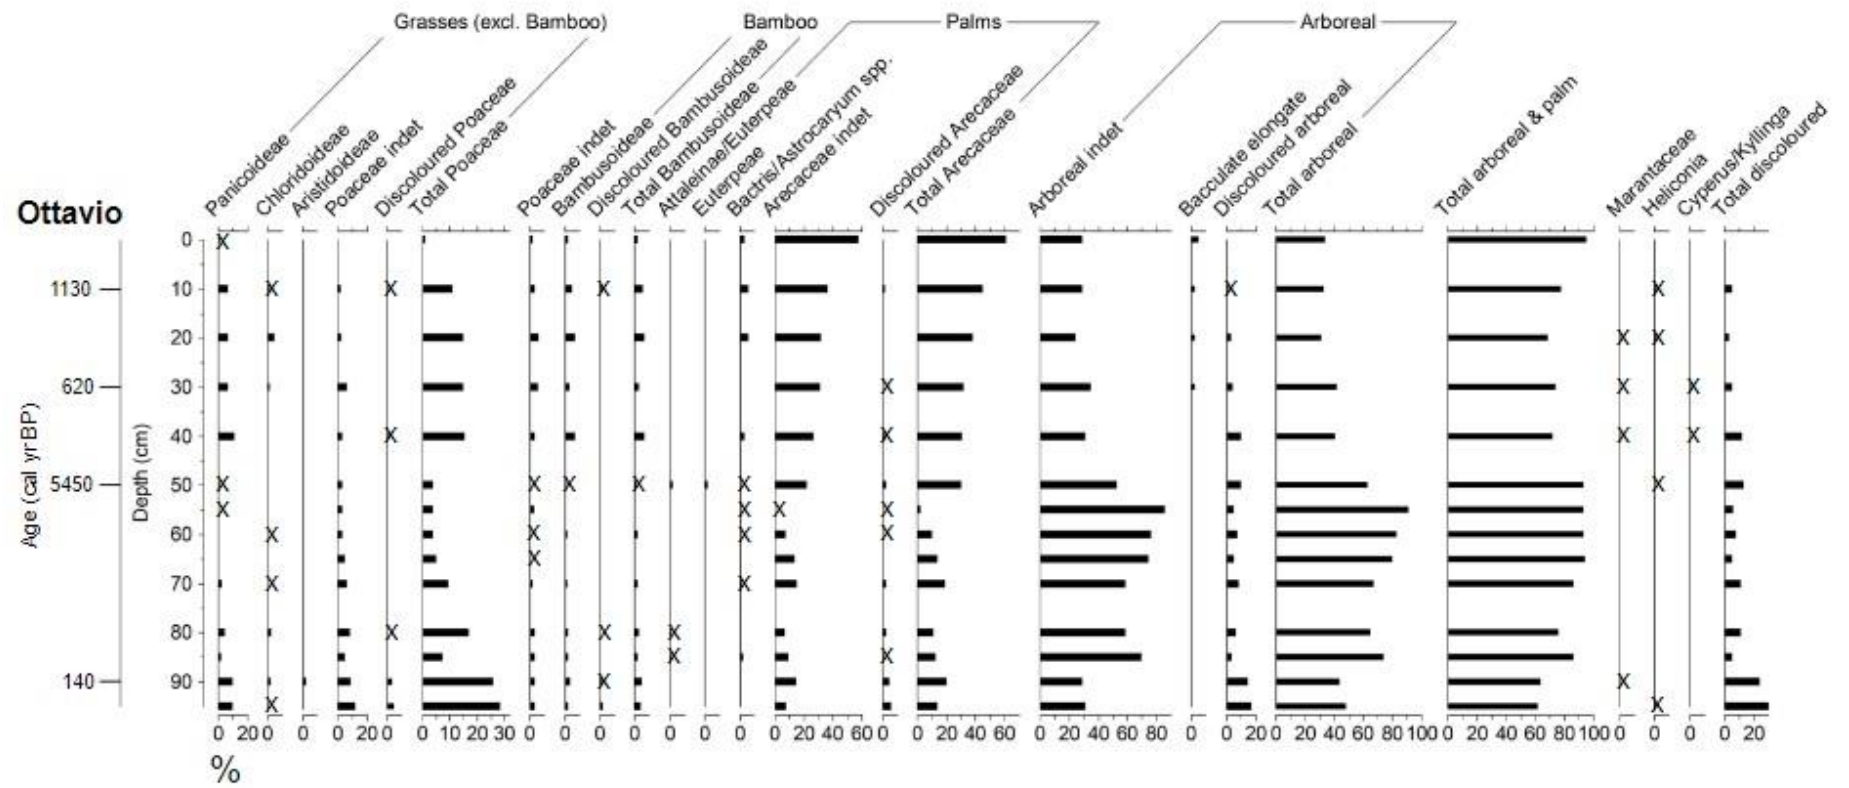 Grasses (excl. Bamboo) Bamboo Palms Arboreal
Panicoideae
Chloridoideae
Aristidoideae
Poaceae indet
Discoloured Poaceae
Total Poaceae
Poaceae indet
Bambusoideae
Discoloured Bambusoideae
Total Bambusoideae
Attaleinae/Euterpeae
Euterpeae
Bactris/Astrocaryum spp.
Arecaceae indet
Discoloured Arecaceae
Total Arecaceae
Arboreal indet
Bacculate elongate
Discoloured arboreal
Total arboreal
Total arboreal & palm
Marantaceae
Heliconia
Cyperus/Kyllinga
Total discoloured
Ottavio
Age (cal yr BP)
Depth (cm)
0 X
1130 10 X X X X X
20 X X
620 30 X X X
40 X X X X
5450 50 X X X X X X
X X X X
60 X X X X
X
70 X X
80 X X X
X X
140 90 X X
X X
0 20 0 0 0 20 0 0 10 20 30 0 0 0 0 0 0 0 0 20 40 60 0 0 20 40 60 0 20 40 60 80 0 0 20 0 20 40 60 80 100 0 20 40 60 80 100 0 0 0 0 20
%